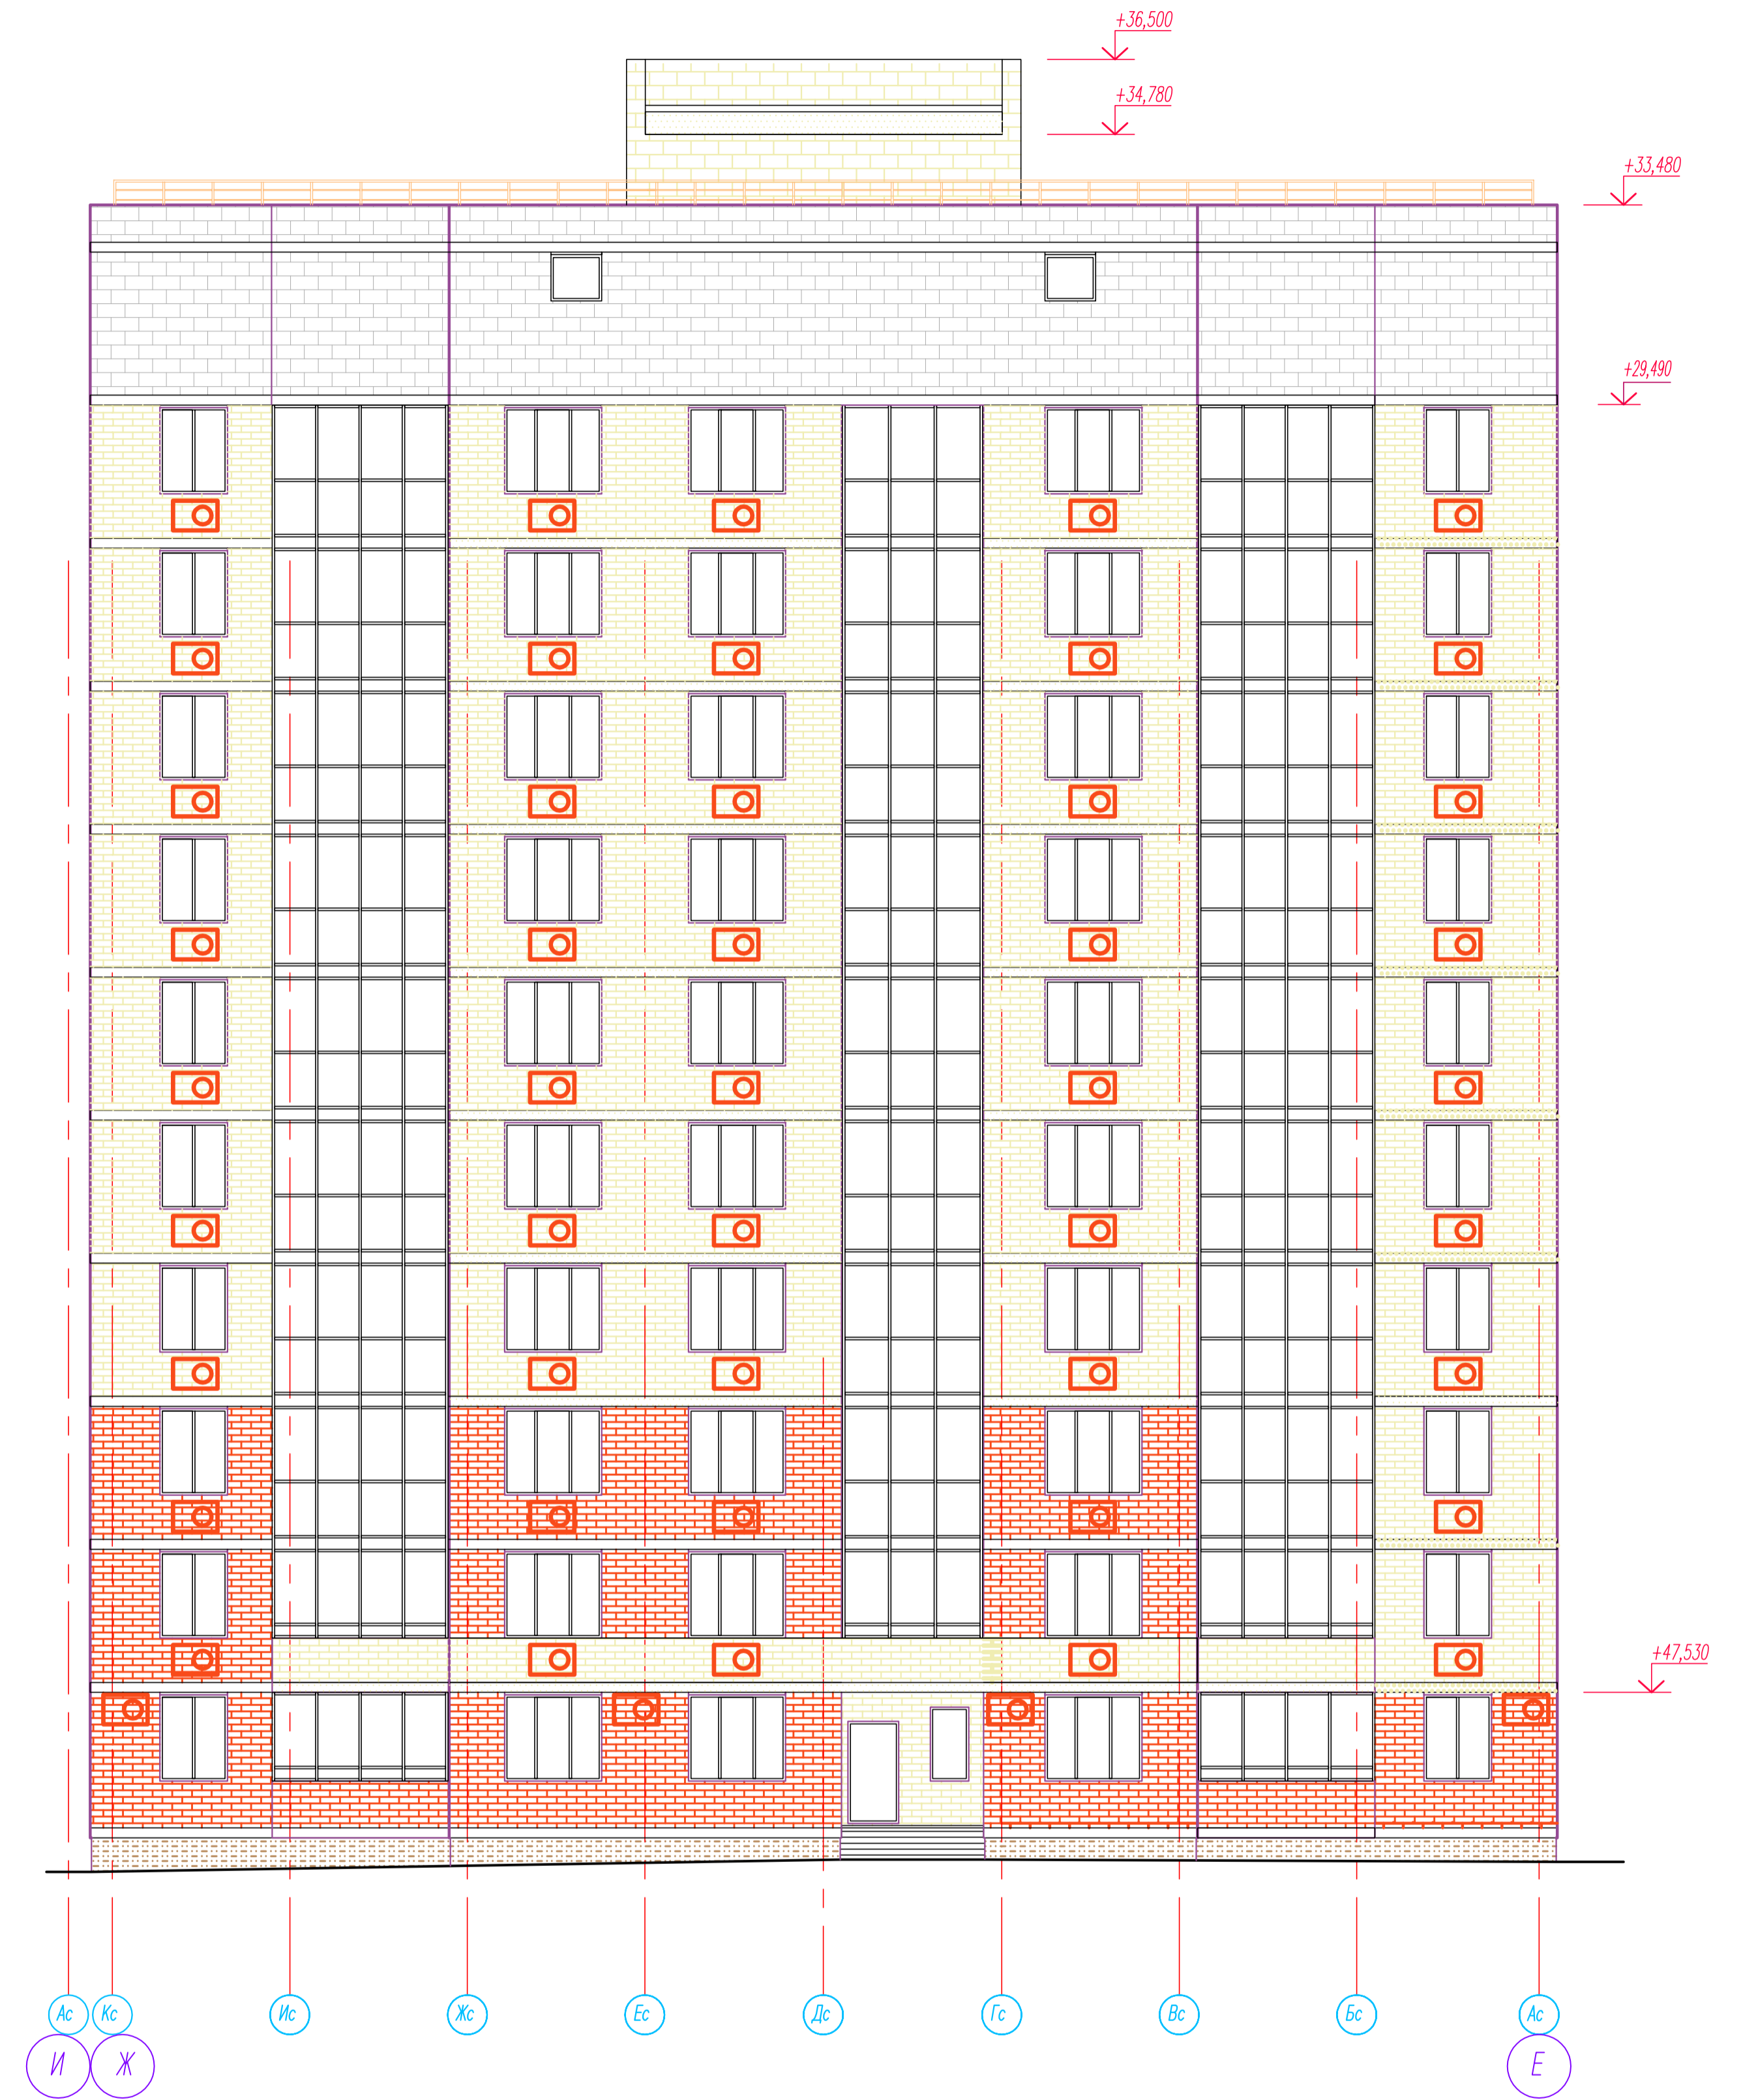 +36,500
+34,780
+33,480
+29,490
+47,530
Ас Кс Ис Жс Ес Дс Гс Вс Бс Ас
И Ж Е